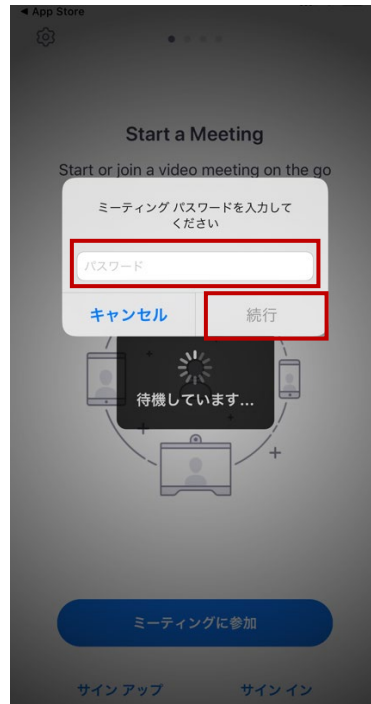 ◀ App Store
Start a Meeting
Start or join a video meeting on the go
ミーティング パスワードを入力して
ください
パスワード
キャンセル
続行
待機しています...
ミーティングに参加
サイン アップ
サイン イン